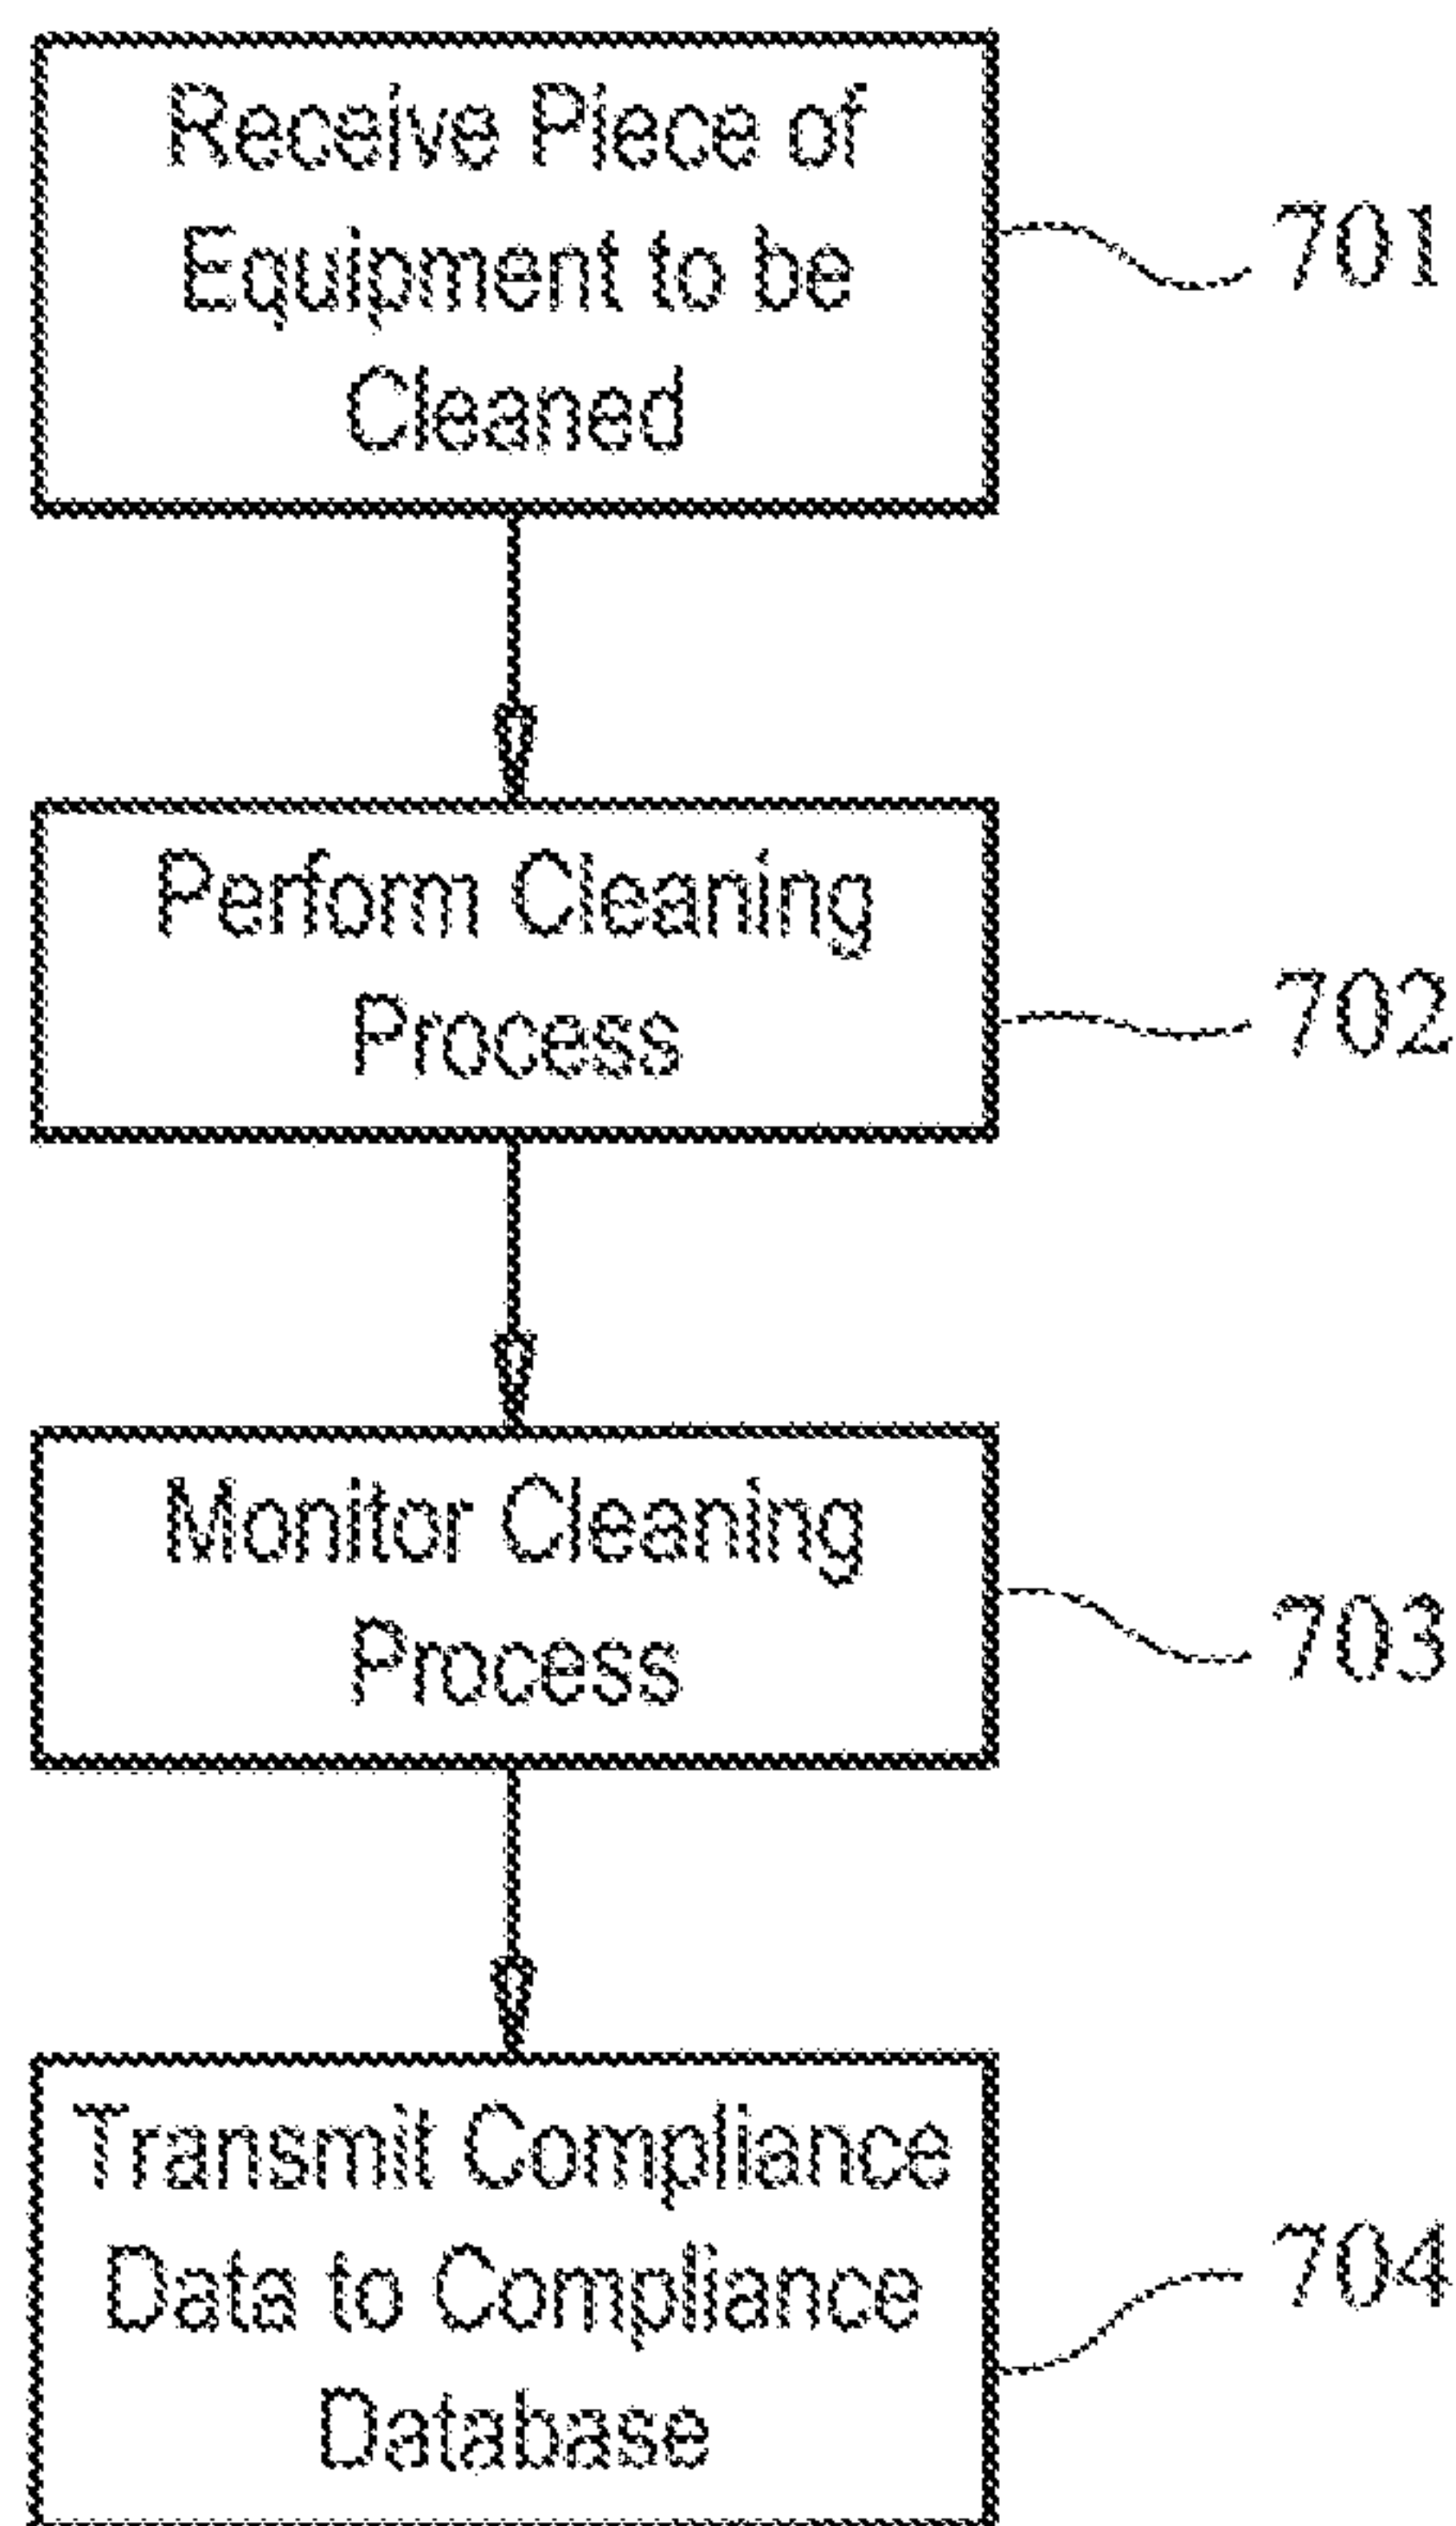 Receive Piece of
Equipment to be
Cleaned
701
Perform Cleaning
Process
702
Monitor Cleaning
Process
703
Transmit Compliance
Data to Compliance
Database
704